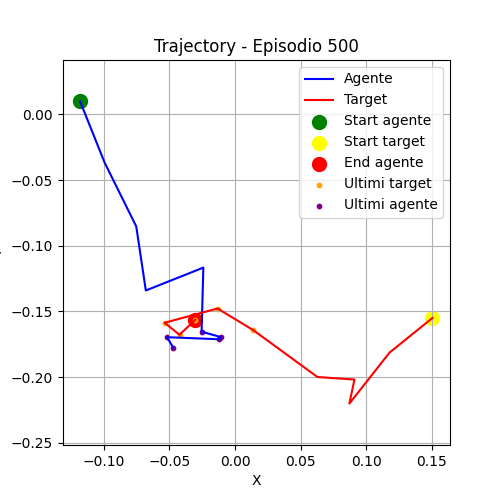 Trajectory - Episodio 500
Agente
Target
Start agente
Start target
End agente
Ultimi target
Ultimi agente
0.00
−0.05
−0.10
−0.15
−0.20
−0.25
−0.10 −0.05 0.00 0.05 0.10 0.15
X